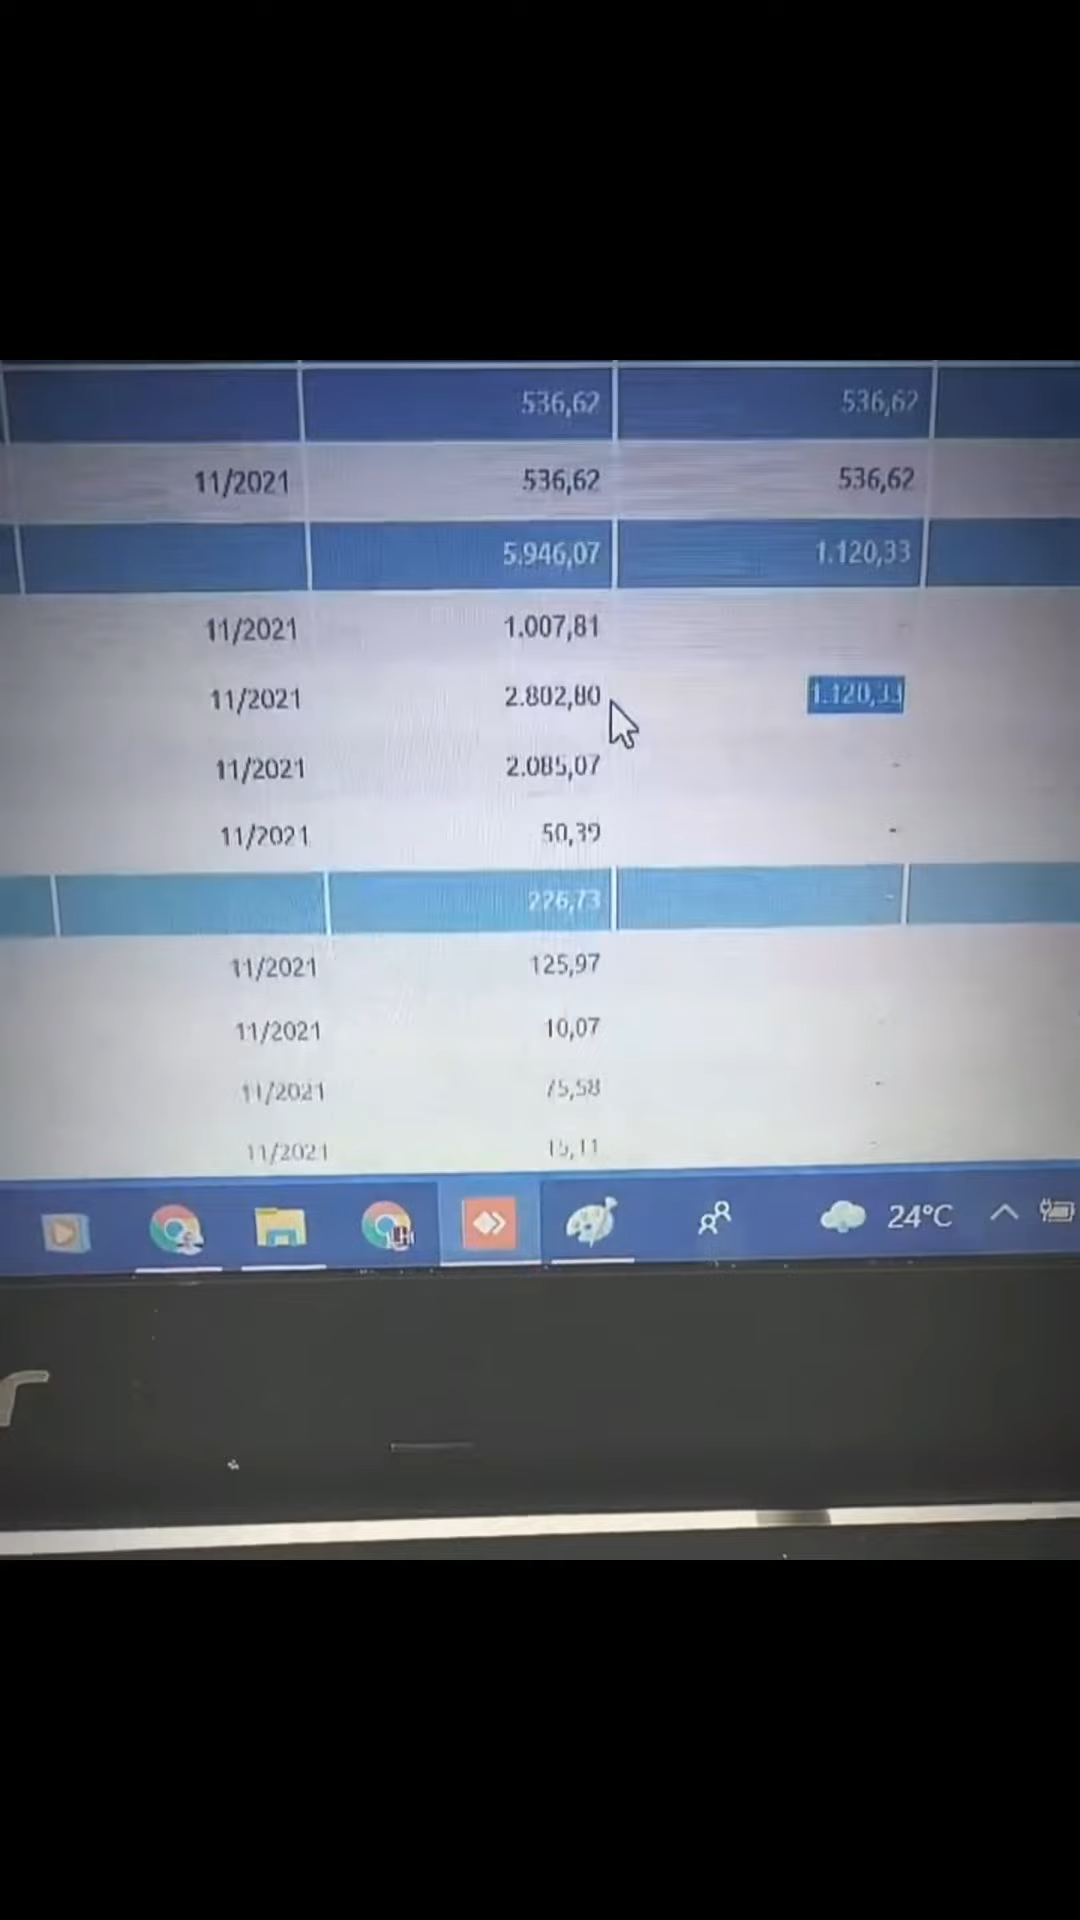 536,62 536,62
11/2021 536,62 536,62
5.946,07 1.120,33
11/2021 1.007,81 -
11/2021 2.802,80 1.120,33
11/2021 2.085,07 -
11/2021 50,39 -
226,73 -
11/2021 125,97
11/2021 10,07 -
11/2021 75,58 -
11/2021 15,11 -
24°C